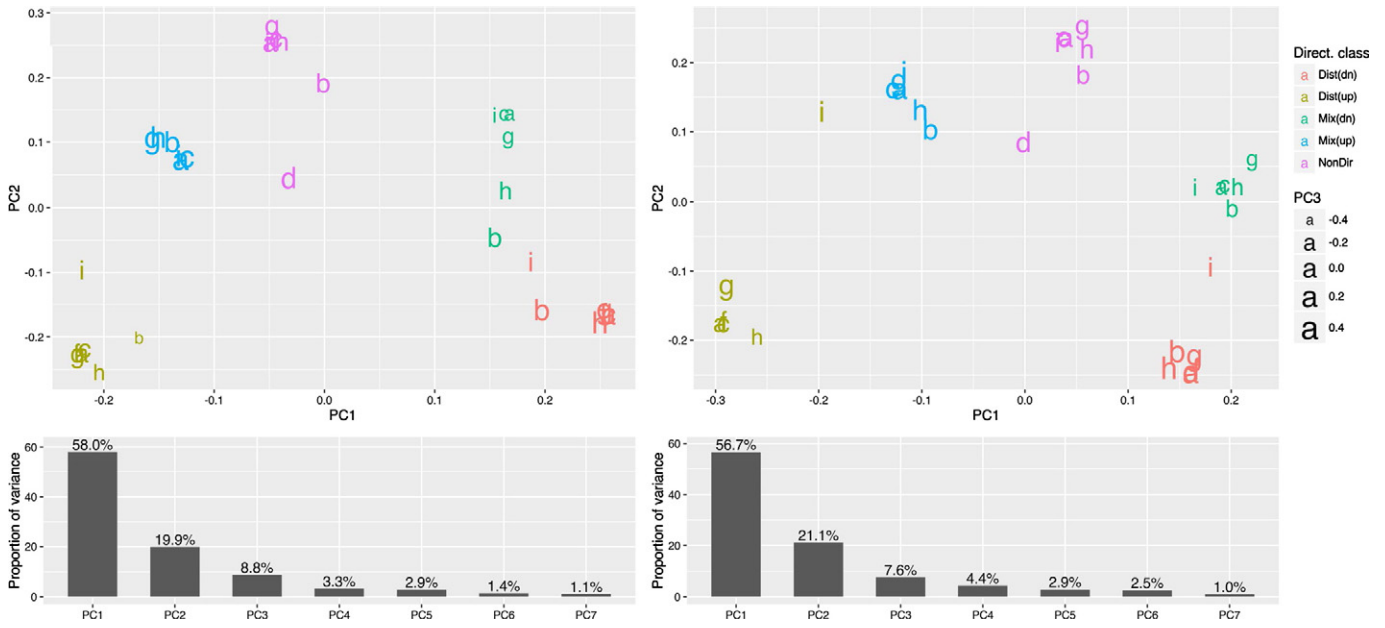 0.3
0.2
0.1
0.0
-0.1
-0.2
PC2
-0.2
-0.1
0.0
0.1
0.2
PC1
g
h
b
d
g h b
c
i c a
g
h
b
i
b
h
i
b
g c
h
0.2
0.1
0.0
-0.1
-0.2
PC2
-0.3
-0.2
-0.1
0.0
0.1
0.2
PC1
g
i a
h
b
d
i
h
b
i
g
i a c h
b
i
g
a c
h
b g
h a
Direct. class
a Dist(dn)
a Dist(up)
a Mix(dn)
a Mix(up)
a NonDir
PC3
a -0.4
a -0.2
a 0.0
a 0.2
a 0.4
Proportion of variance
60
40
20
0
58.0%
19.9%
8.8%
3.3%
2.9%
1.4%
1.1%
PC1 PC2 PC3 PC4 PC5 PC6 PC7
Proportion of variance
60
40
20
0
56.7%
21.1%
7.6%
4.4%
2.9%
2.5%
1.0%
PC1 PC2 PC3 PC4 PC5 PC6 PC7